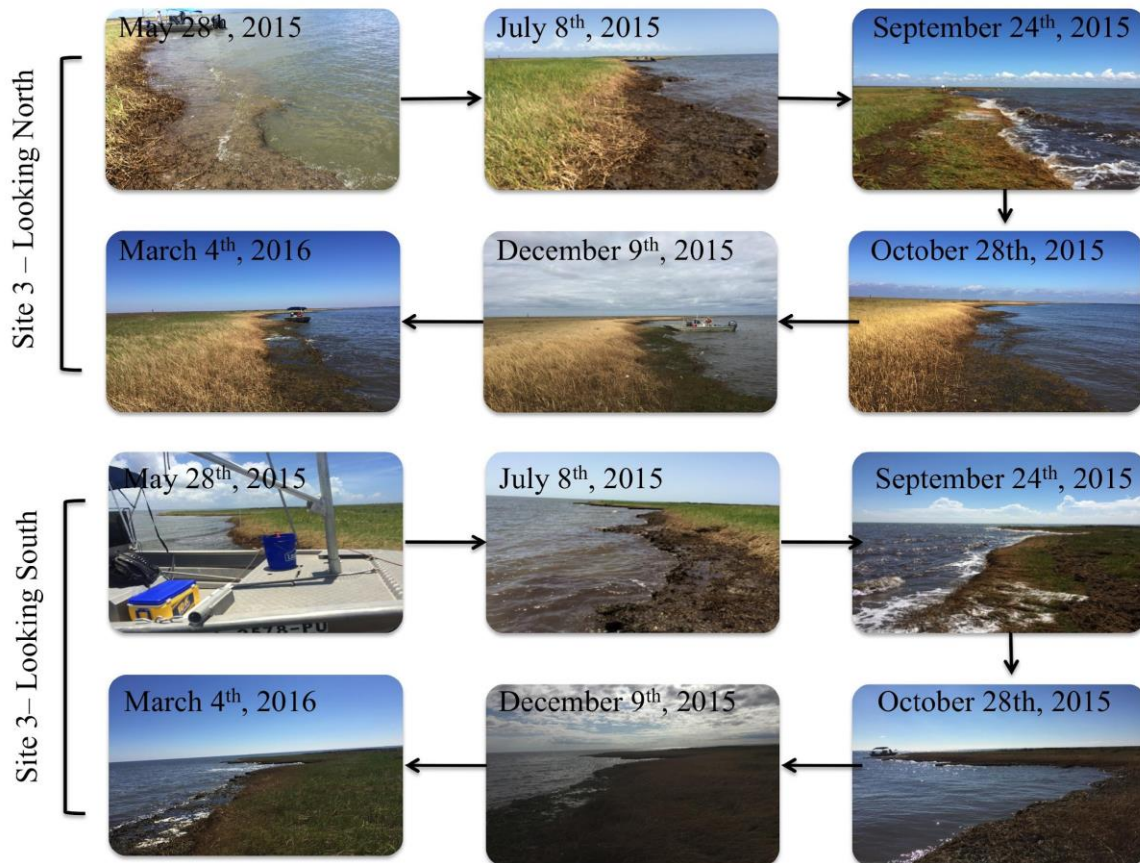 Site 3 – Looking North
May 28th, 2015
July 8th, 2015
September 24th, 2015
March 4th, 2016
December 9th, 2015
October 28th, 2015
Site 3– Looking South
May 28th, 2015
July 8th, 2015
September 24th, 2015
3578-PU
March 4th, 2016
December 9th, 2015
October 28th, 2015